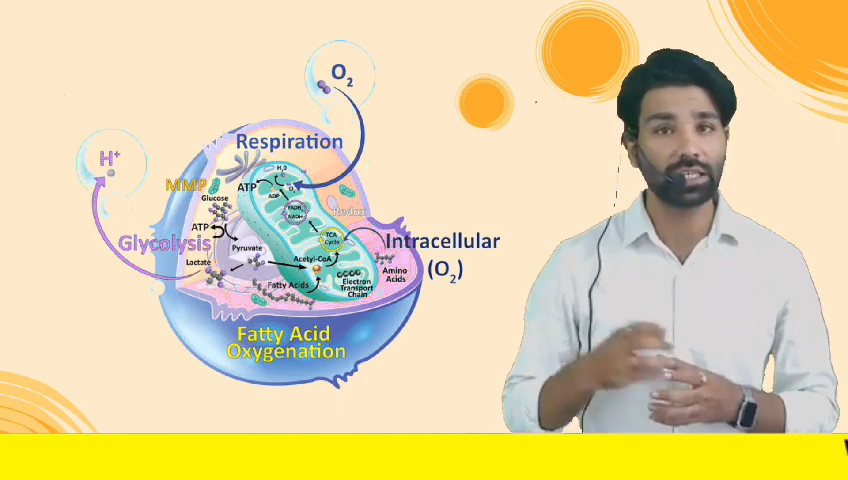 O2
Respiration
H+
H2O
MMP
ATP
O2
Glucose
ADP
FADH2
NADH
Redox
ATP
TCA
Cycle
Glycolysis
Pyruvate
Intracellular
(O2)
Lactate
Acetyl-CoA
Amino
Acids
Fatty Acids
Electron
Transport
Chain
Fatty Acid
Oxygenation